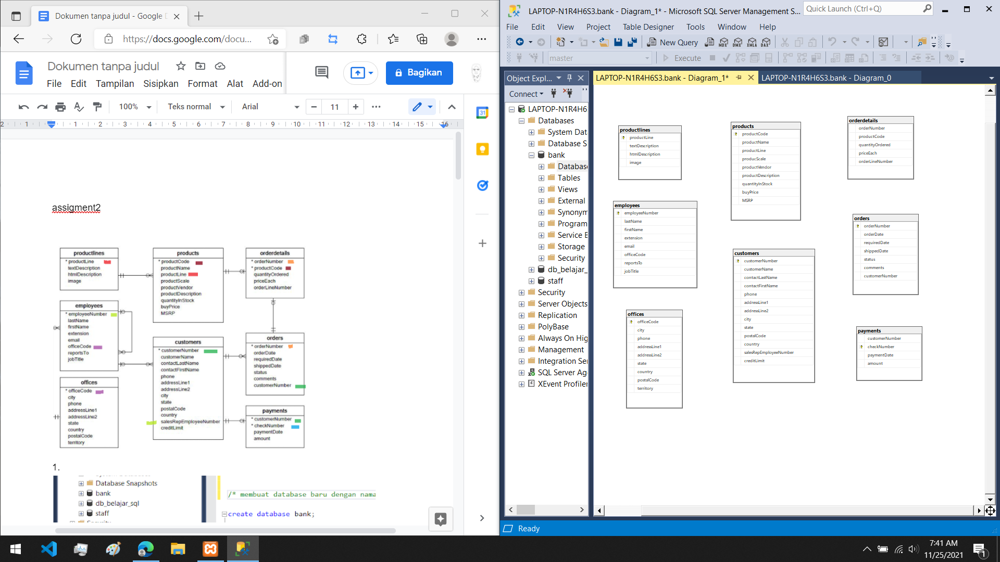 Dokumen tanpa judul - Google D
https://docs.google.com/docu...
Dokumen tanpa judul
File Edit Tampilan Sisipkan Format Alat Add-on
Bagikan
100% Teks normal Arial 11
2 1 1 2 3 4 5 6 7 8 9 10 11 12 13 14 15 16
31
assigment2
productlines
* productLine
textDescription
htmlDescription
image
products
* productCode
productName
productLine
productScale
productVendor
productDescription
quantityInStock
buyPrice
MSRP
orderdetails
* orderNumber
* productCode
quantityOrdered
priceEach
orderLineNumber
employees
* employeeNumber
lastName
firstName
extension
email
officeCode
reportsTo
jobTitle
customers
* customerNumber
customerName
contactLastName
contactFirstName
phone
addressLine1
addressLine2
city
state
postalCode
country
salesRepEmployeeNumber
creditLimit
orders
* orderNumber
orderDate
requiredDate
shippedDate
status
comments
customerNumber
offices
* officeCode
city
phone
addressLine1
addressLine2
state
country
postalCode
territory
payments
* customerNumber
* checkNumber
paymentDate
amount
1.
Database Snapshots
bank
db_belajar_sql
staff
/* membuat database baru dengan nama
create database bank;
LAPTOP-N1R4H6S3.bank - Diagram_1* - Microsoft SQL Server Management S...
Quick Launch (Ctrl+Q)
File Edit View Project Table Designer Tools Window Help
New Query
MDX DMX XMLA DAX
master
Execute
Object Expl...
Connect
LAPTOP-N1R4H6
Databases
System Dat
Database S
bank
Database
Tables
Views
External
Synonym
Program
Service B
Storage
Security
db_belajar_
staff
Security
Server Objects
Replication
PolyBase
Always On Hig
Management
Integration Ser
SQL Server Ag
XEvent Profiler
LAPTOP-N1R4H6S3.bank - Diagram_1*
LAPTOP-N1R4H6S3.bank - Diagram_0
productlines
productLine
textDescription
htmlDescription
image
products
productCode
productName
productLine
producScale
productVendor
productDescription
quantityInStock
buyPrice
MSRP
orderdetails
orderNumber
productCode
quantityOrdered
priceEach
orderLineNumber
employees
employeeNumber
lastName
firstName
extension
email
officeCode
reportsTo
jobTitle
customers
customerNumber
customerName
contactLastName
contactFirstName
phone
addressLine1
addressLine2
city
state
postalCode
country
salesRepEmployeeNumber
creditLimit
orders
orderNumber
orderDate
requiredDate
shippedDate
status
comments
customerNumber
offices
officeCode
city
phone
addressLine1
addressLine2
state
country
postalCode
territory
payments
customerNumber
checkNumber
paymentDate
amount
Ready
7:41 AM
11/25/2021
1